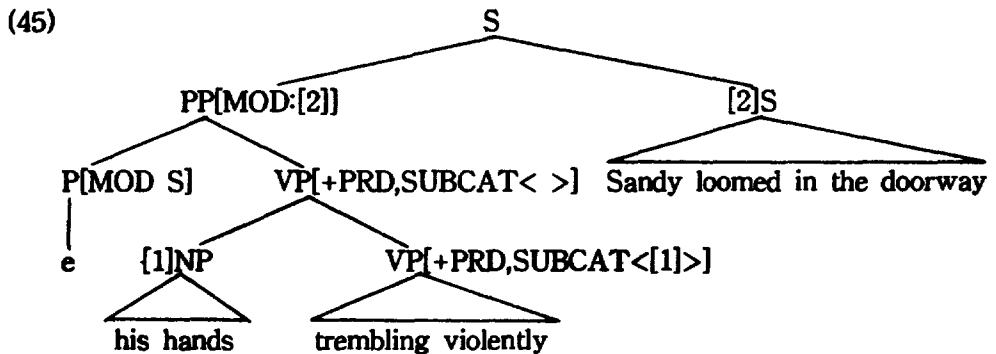 (45) S
PP[MOD:[2]] [2]S
P[MOD S] VP[+PRD,SUBCAT< >] Sandy loomed in the doorway
e {1]NP VP[+PRD,SUBCAT<[1]>]
his hands trembling violently